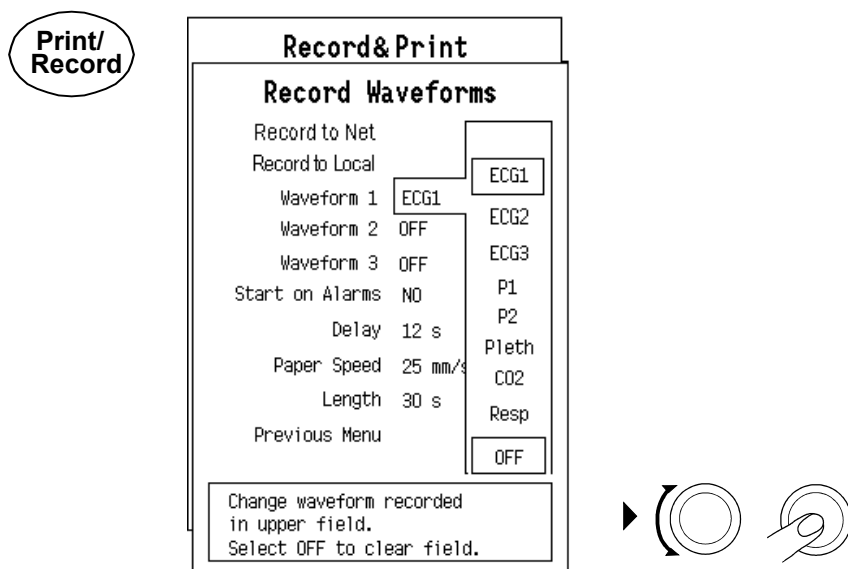 Print/
Record
Record&Print
Record Waveforms
Record to Net
Record to Local
Waveform 1 ECG1
Waveform 2 OFF
Waveform 3 OFF
Start on Alarms NO
Delay 12 s
Paper Speed 25 mm/s
Length 30 s
Previous Menu
ECG1
ECG2
ECG3
P1
P2
Pleth
CO2
Resp
OFF
Change waveform recorded
in upper field.
Select OFF to clear field.